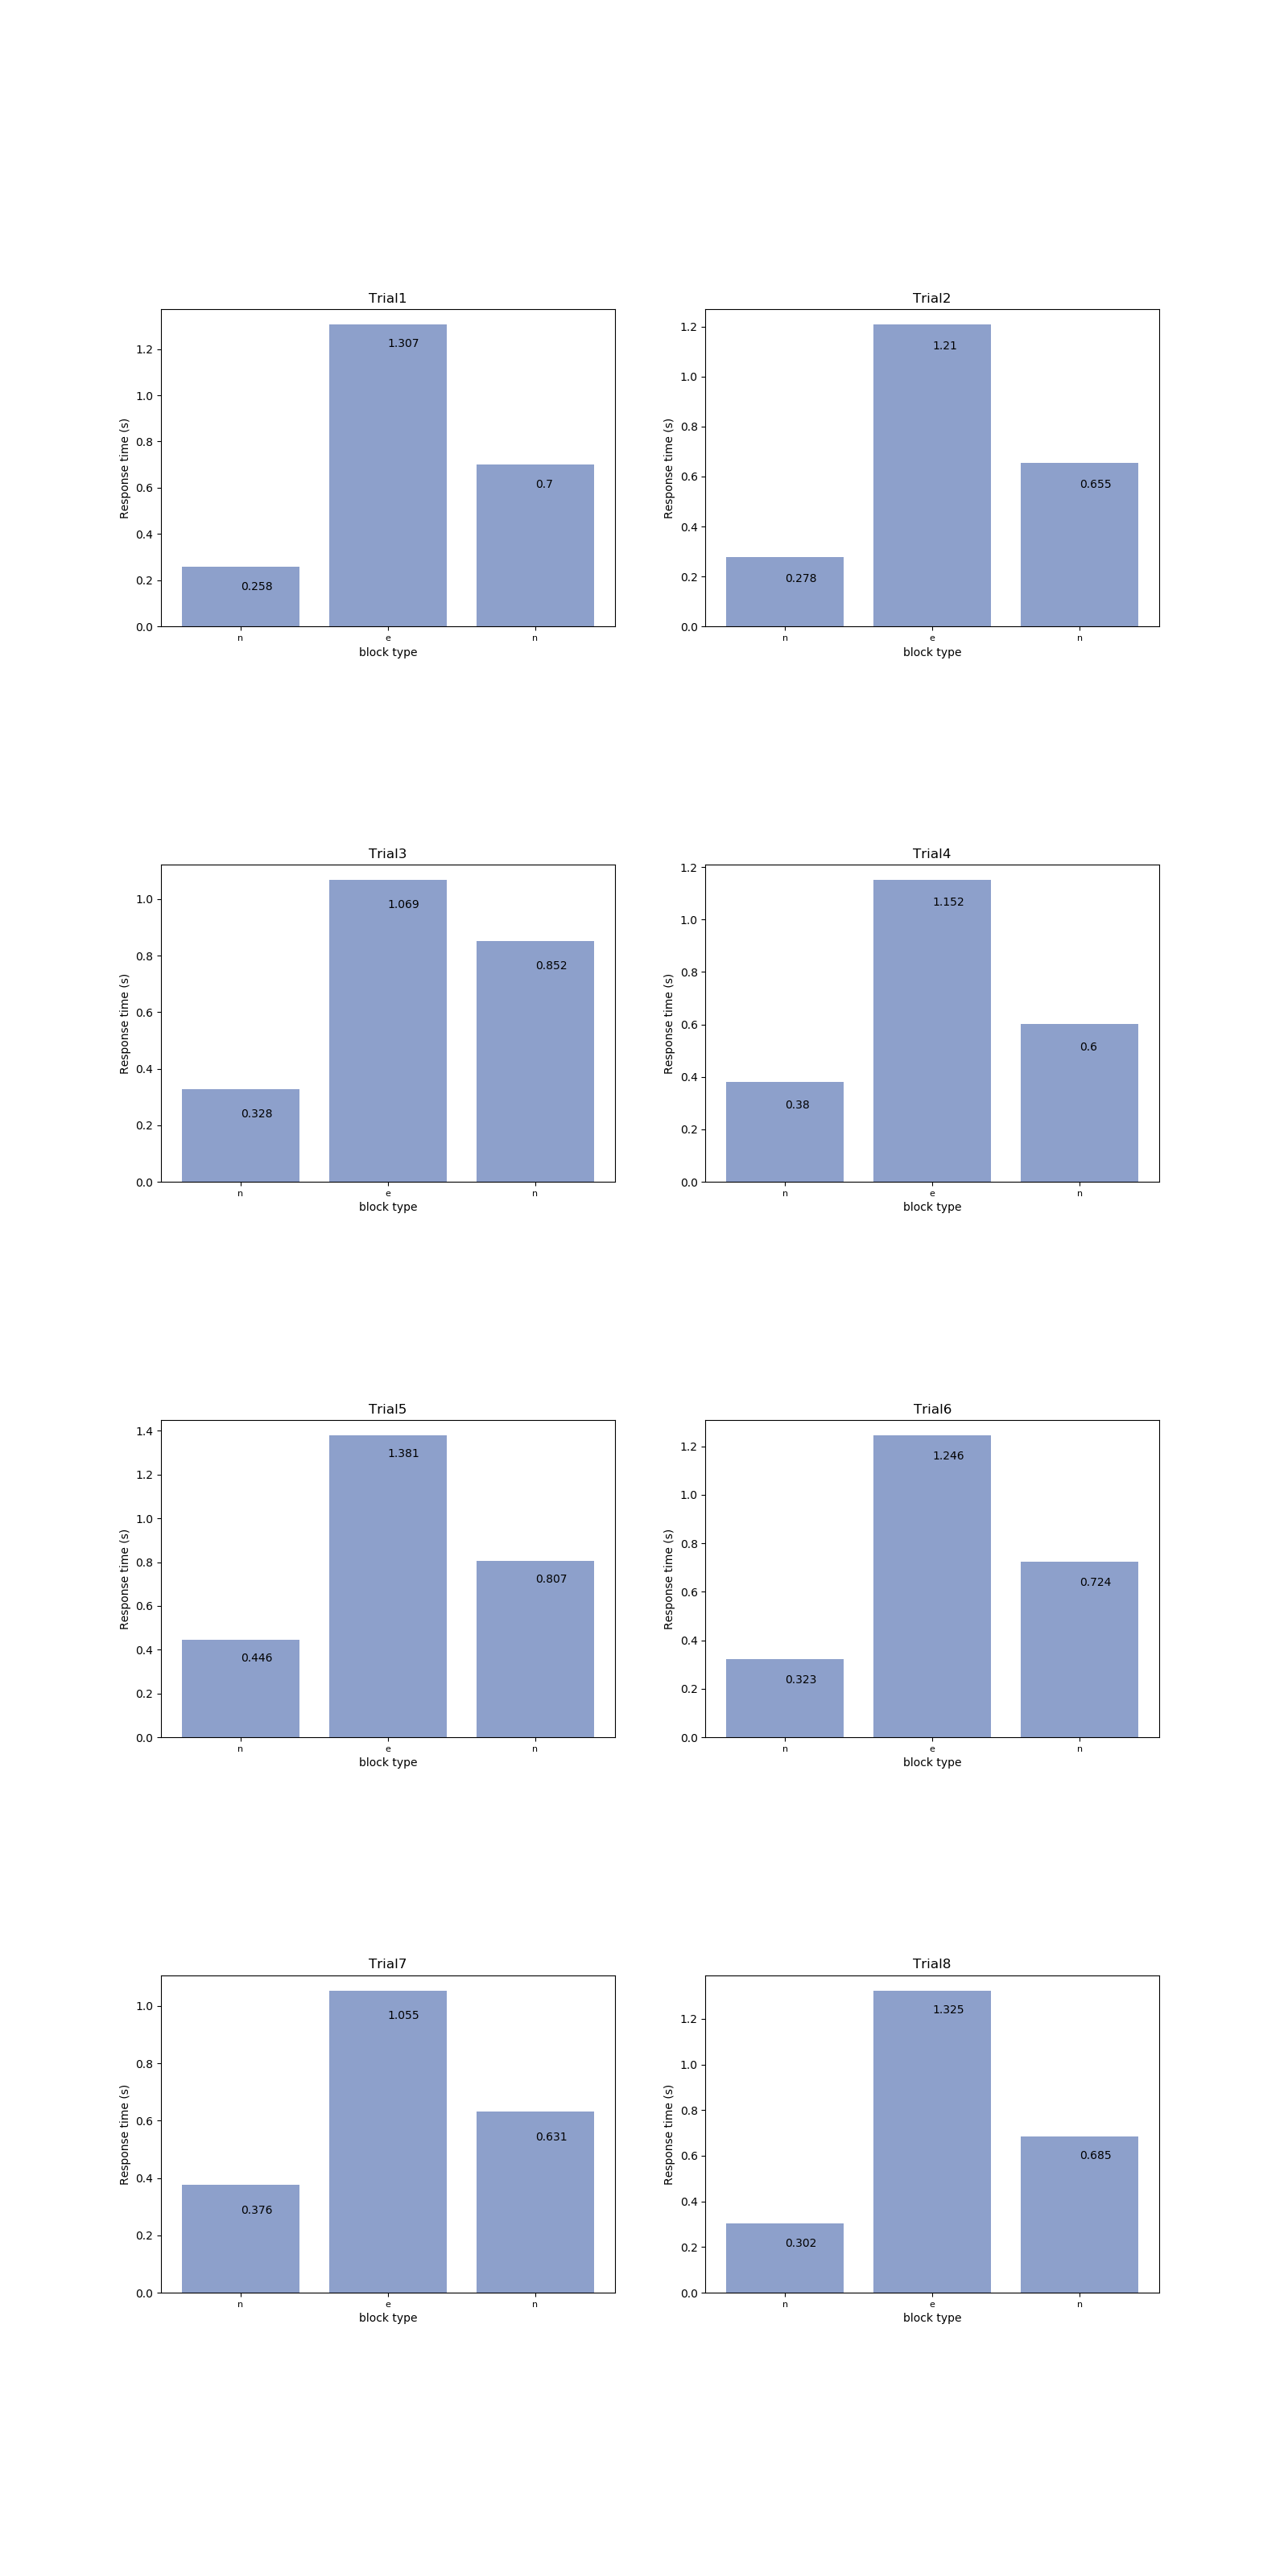 Trial1
1.2
1.0
0.8
0.6
0.4
0.2
0.0
Response time (s)
1.307
0.7
0.258
n e n
block type
Trial2
1.2
1.0
0.8
0.6
0.4
0.2
0.0
Response time (s)
1.21
0.655
0.278
n e n
block type
Trial3
1.0
0.8
0.6
0.4
0.2
0.0
Response time (s)
1.069
0.852
0.328
n e n
block type
Trial4
1.2
1.0
0.8
0.6
0.4
0.2
0.0
Response time (s)
1.152
0.6
0.38
n e n
block type
Trial5
1.4
1.2
1.0
0.8
0.6
0.4
0.2
0.0
Response time (s)
1.381
0.807
0.446
n e n
block type
Trial6
1.2
1.0
0.8
0.6
0.4
0.2
0.0
Response time (s)
1.246
0.724
0.323
n e n
block type
Trial7
1.0
0.8
0.6
0.4
0.2
0.0
Response time (s)
1.055
0.631
0.376
n e n
block type
Trial8
1.2
1.0
0.8
0.6
0.4
0.2
0.0
Response time (s)
1.325
0.685
0.302
n e n
block type